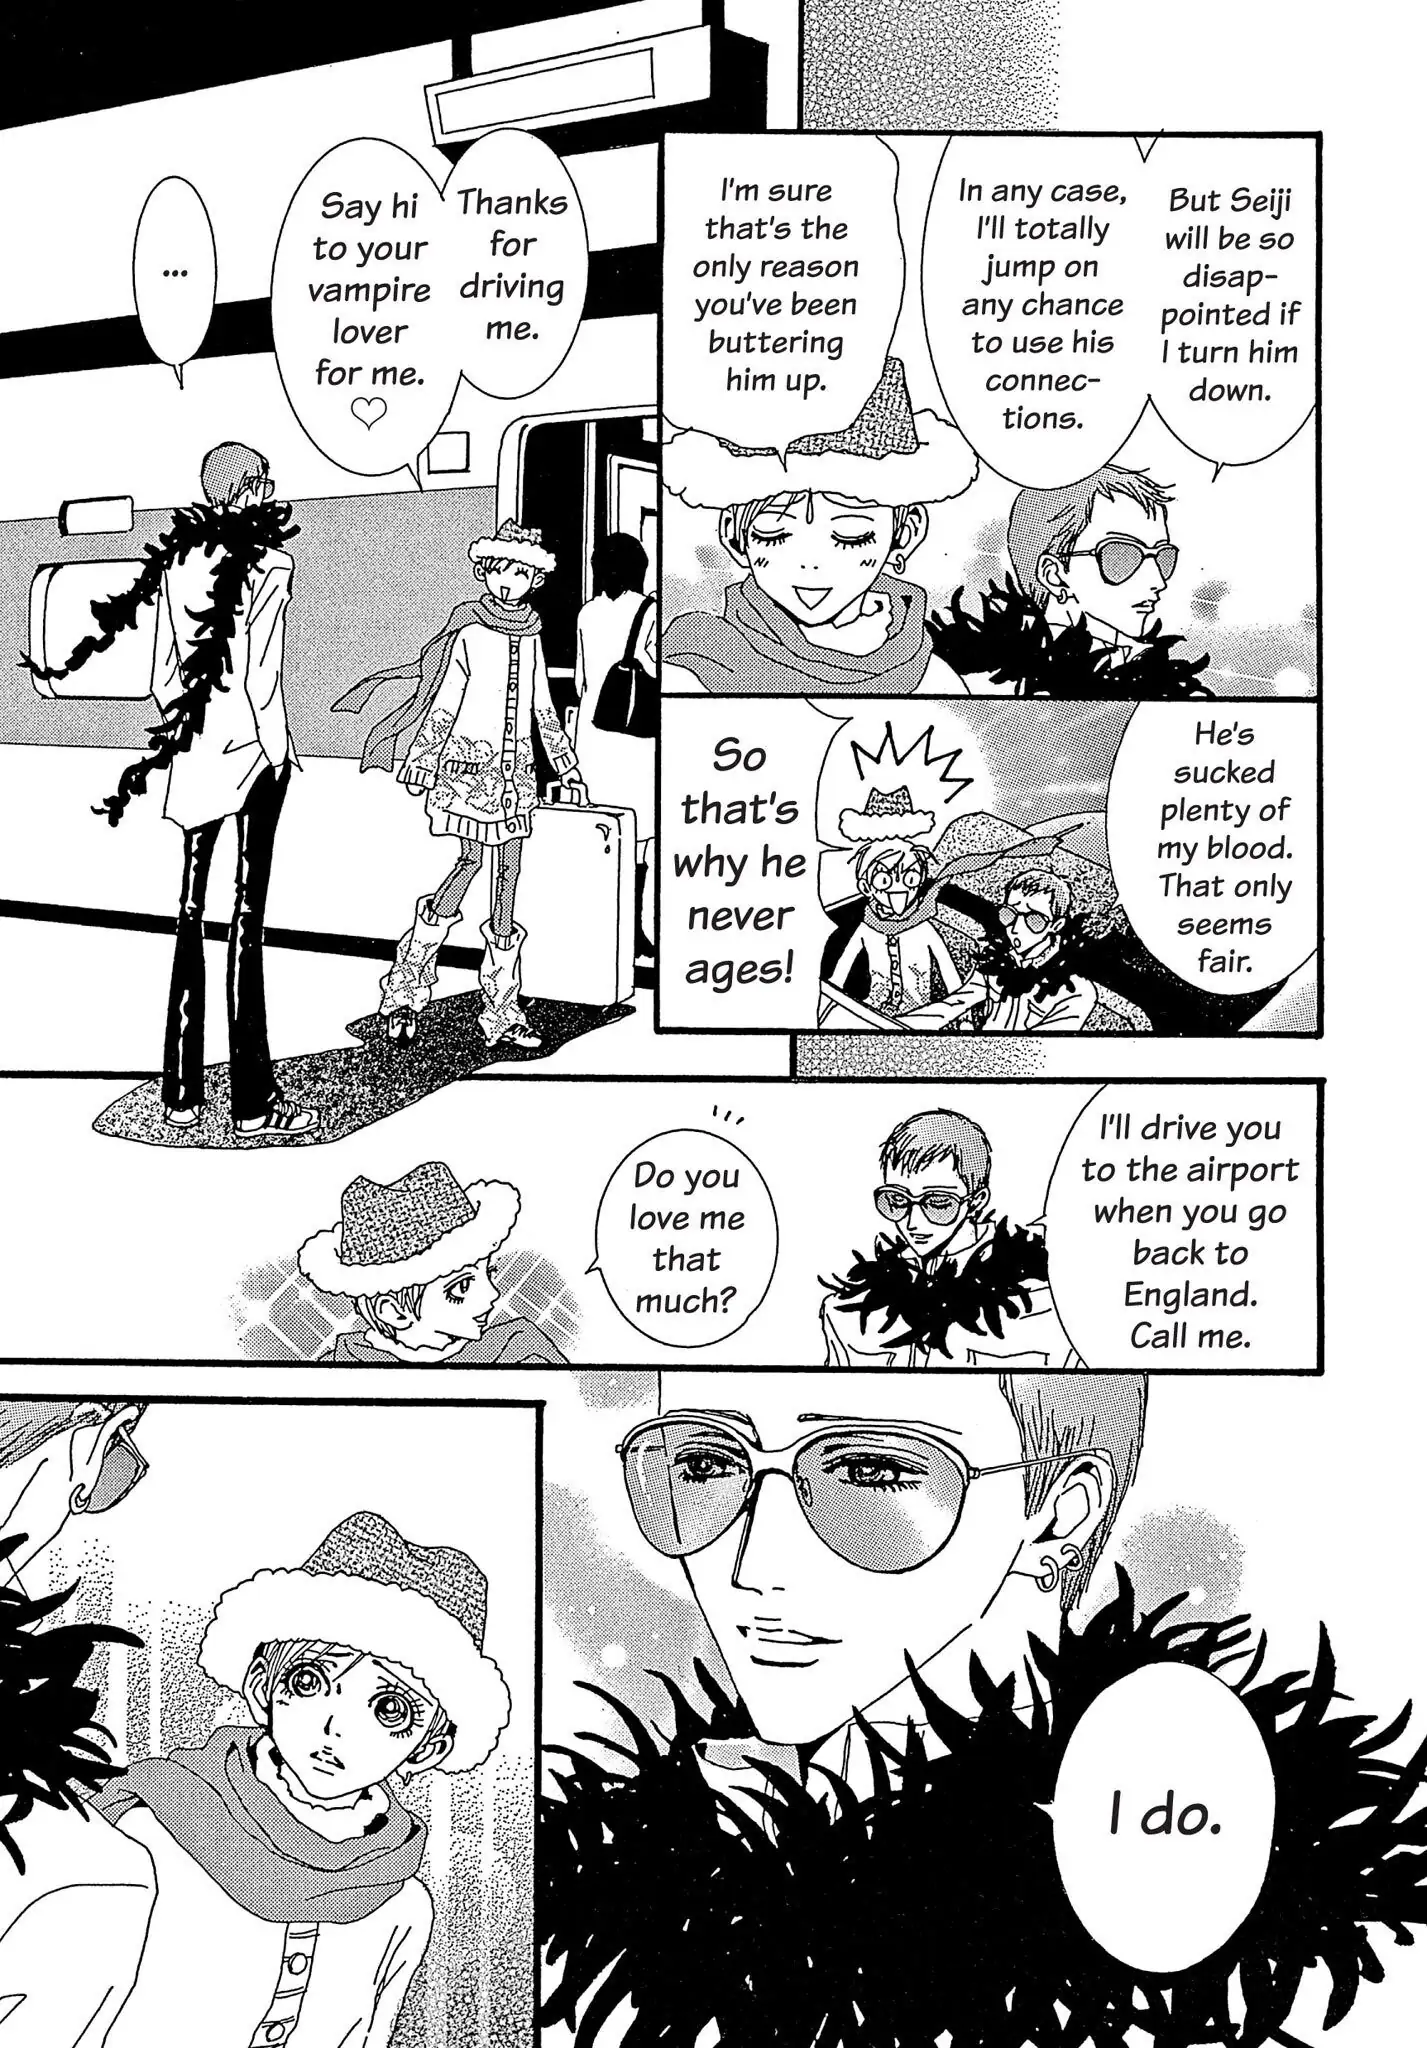 But Seiji
will be so
disap-
pointed if
I turn him
down.
In any case,
I'll totally
jump on
any chance
to use his
connec-
tions.
I'm sure
that's the
only reason
you've been
buttering
him up.
He's
sucked
plenty of
my blood.
That only
seems
fair.
So
that's
why he
never
ages!
Thanks
for
driving
me.
Say hi
to your
vampire
lover
for me.
♡
...
I'll drive you
to the airport
when you go
back to
England.
Call me.
Do you
love me
that
much?
I do.